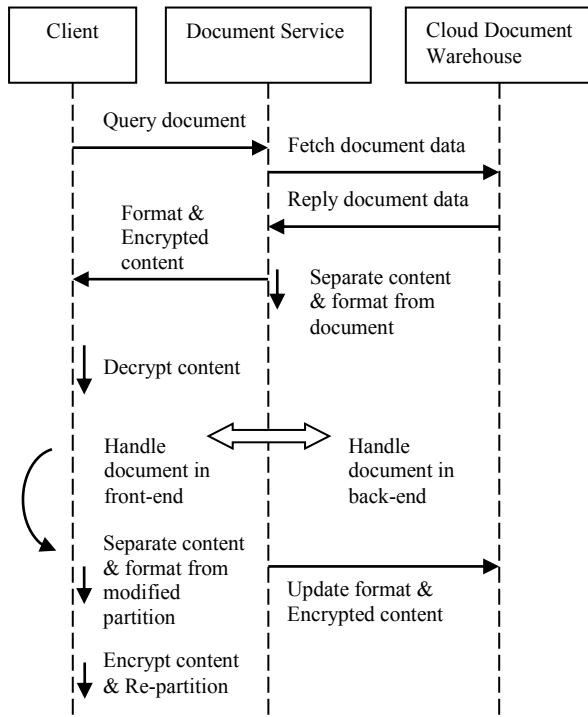 Client
Document Service
Cloud Document
Warehouse
Query document
Fetch document data
Reply document data
Format &
Encrypted
content
Separate content
& format from
document
Decrypt content
Handle
document in
front-end
Handle
document in
back-end
Separate content
& format from
modified
partition
Update format &
Encrypted content
Encrypt content
& Re-partition